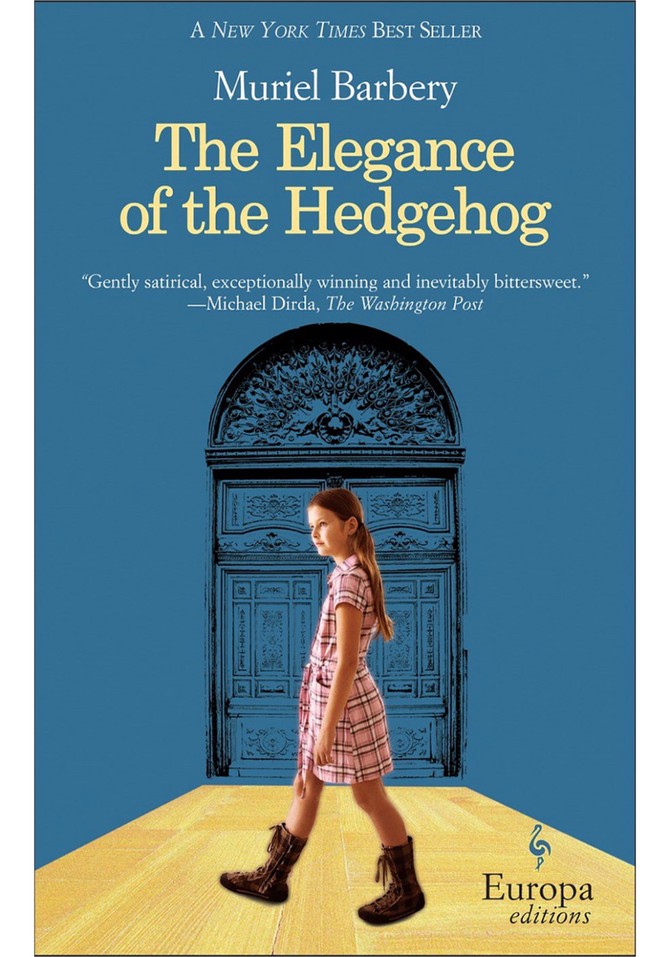 A NEW YORK TIMES BEST SELLER
Muriel Barbery
The Elegance
of the Hedgehog
“Gently satirical, exceptionally winning and inevitably bittersweet.”
—Michael Dirda, The Washington Post
Europa
editions